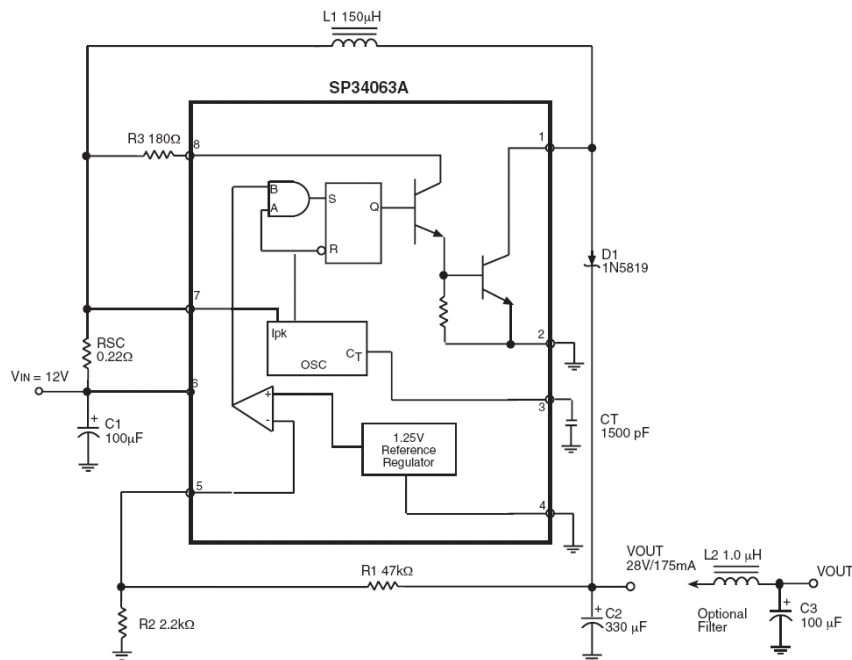 L1 150µH
SP34063A
R3 180Ω
8
1
B
A
S
Q
R
D1
1N5819
7
Ipk
CT
OSC
2
RSC
0.22Ω
VIN = 12V
6
3
+
C1
100µF
+
-
1.25V
Reference
Regulator
CT
1500 pF
5
4
R1 47kΩ
VOUT
28V/175mA
L2 1.0 µH
VOUT
R2 2.2kΩ
+
C2
330 µF
Optional
Filter
+
C3
100 µF